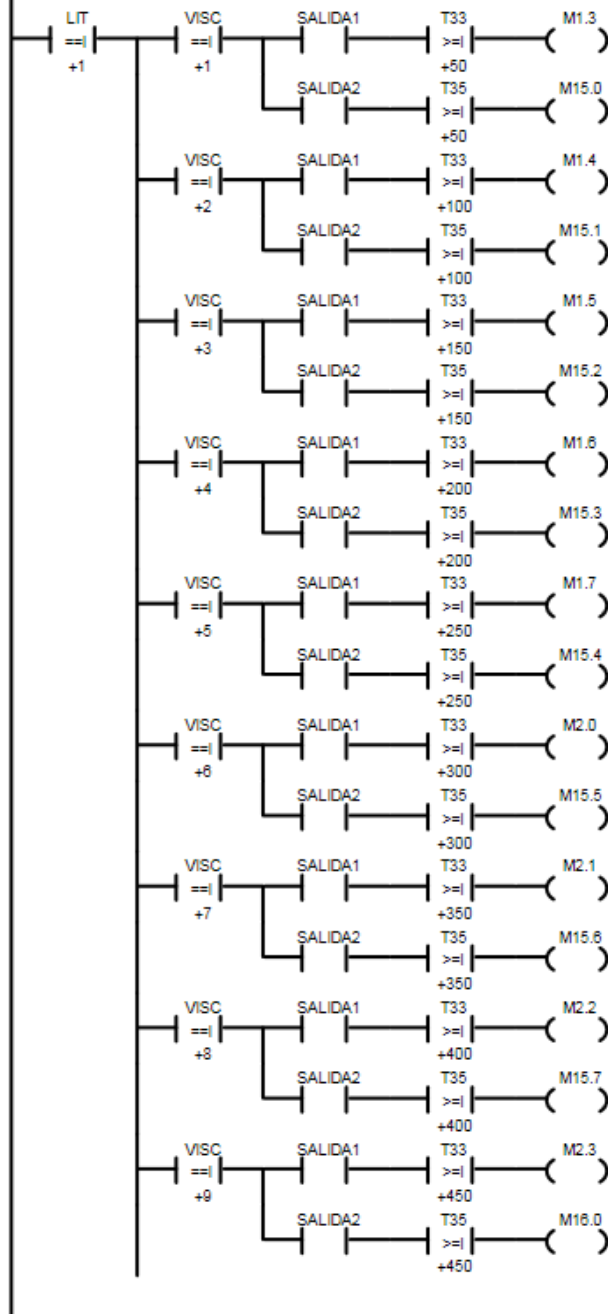 LIT VISC SALIDA1 T33 M1.3
==I ==I >=I
+1 +1 +50
SALIDA2 T35 M15.0
>=I
+50
VISC SALIDA1 T33 M1.4
==I >=I
+2 +100
SALIDA2 T35 M15.1
>=I
+100
VISC SALIDA1 T33 M1.5
==I >=I
+3 +150
SALIDA2 T35 M15.2
>=I
+150
VISC SALIDA1 T33 M1.6
==I >=I
+4 +200
SALIDA2 T35 M15.3
>=I
+200
VISC SALIDA1 T33 M1.7
==I >=I
+5 +250
SALIDA2 T35 M15.4
>=I
+250
VISC SALIDA1 T33 M2.0
==I >=I
+6 +300
SALIDA2 T35 M15.5
>=I
+300
VISC SALIDA1 T33 M2.1
==I >=I
+7 +350
SALIDA2 T35 M15.6
>=I
+350
VISC SALIDA1 T33 M2.2
==I >=I
+8 +400
SALIDA2 T35 M15.7
>=I
+400
VISC SALIDA1 T33 M2.3
==I >=I
+9 +450
SALIDA2 T35 M16.0
>=I
+450